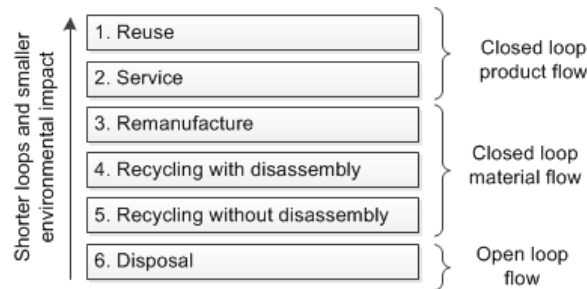 Shorter loops and smaller
environmental impact
1. Reuse
2. Service
3. Remanufacture
4. Recycling with disassembly
5. Recycling without disassembly
6. Disposal
Closed loop
product flow
Closed loop
material flow
Open loop
flow